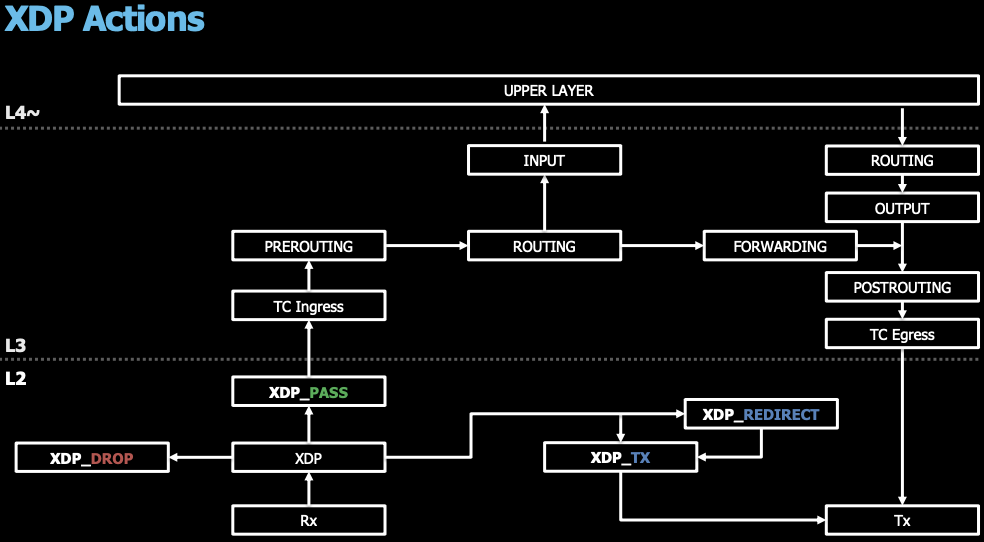 XDP Actions
UPPER LAYER
L4~
INPUT
ROUTING
OUTPUT
PREROUTING
ROUTING
FORWARDING
POSTROUTING
TC Ingress
TC Egress
L3
L2
XDP_PASS
XDP_REDIRECT
XDP_DROP
XDP
XDP_TX
Rx
Tx